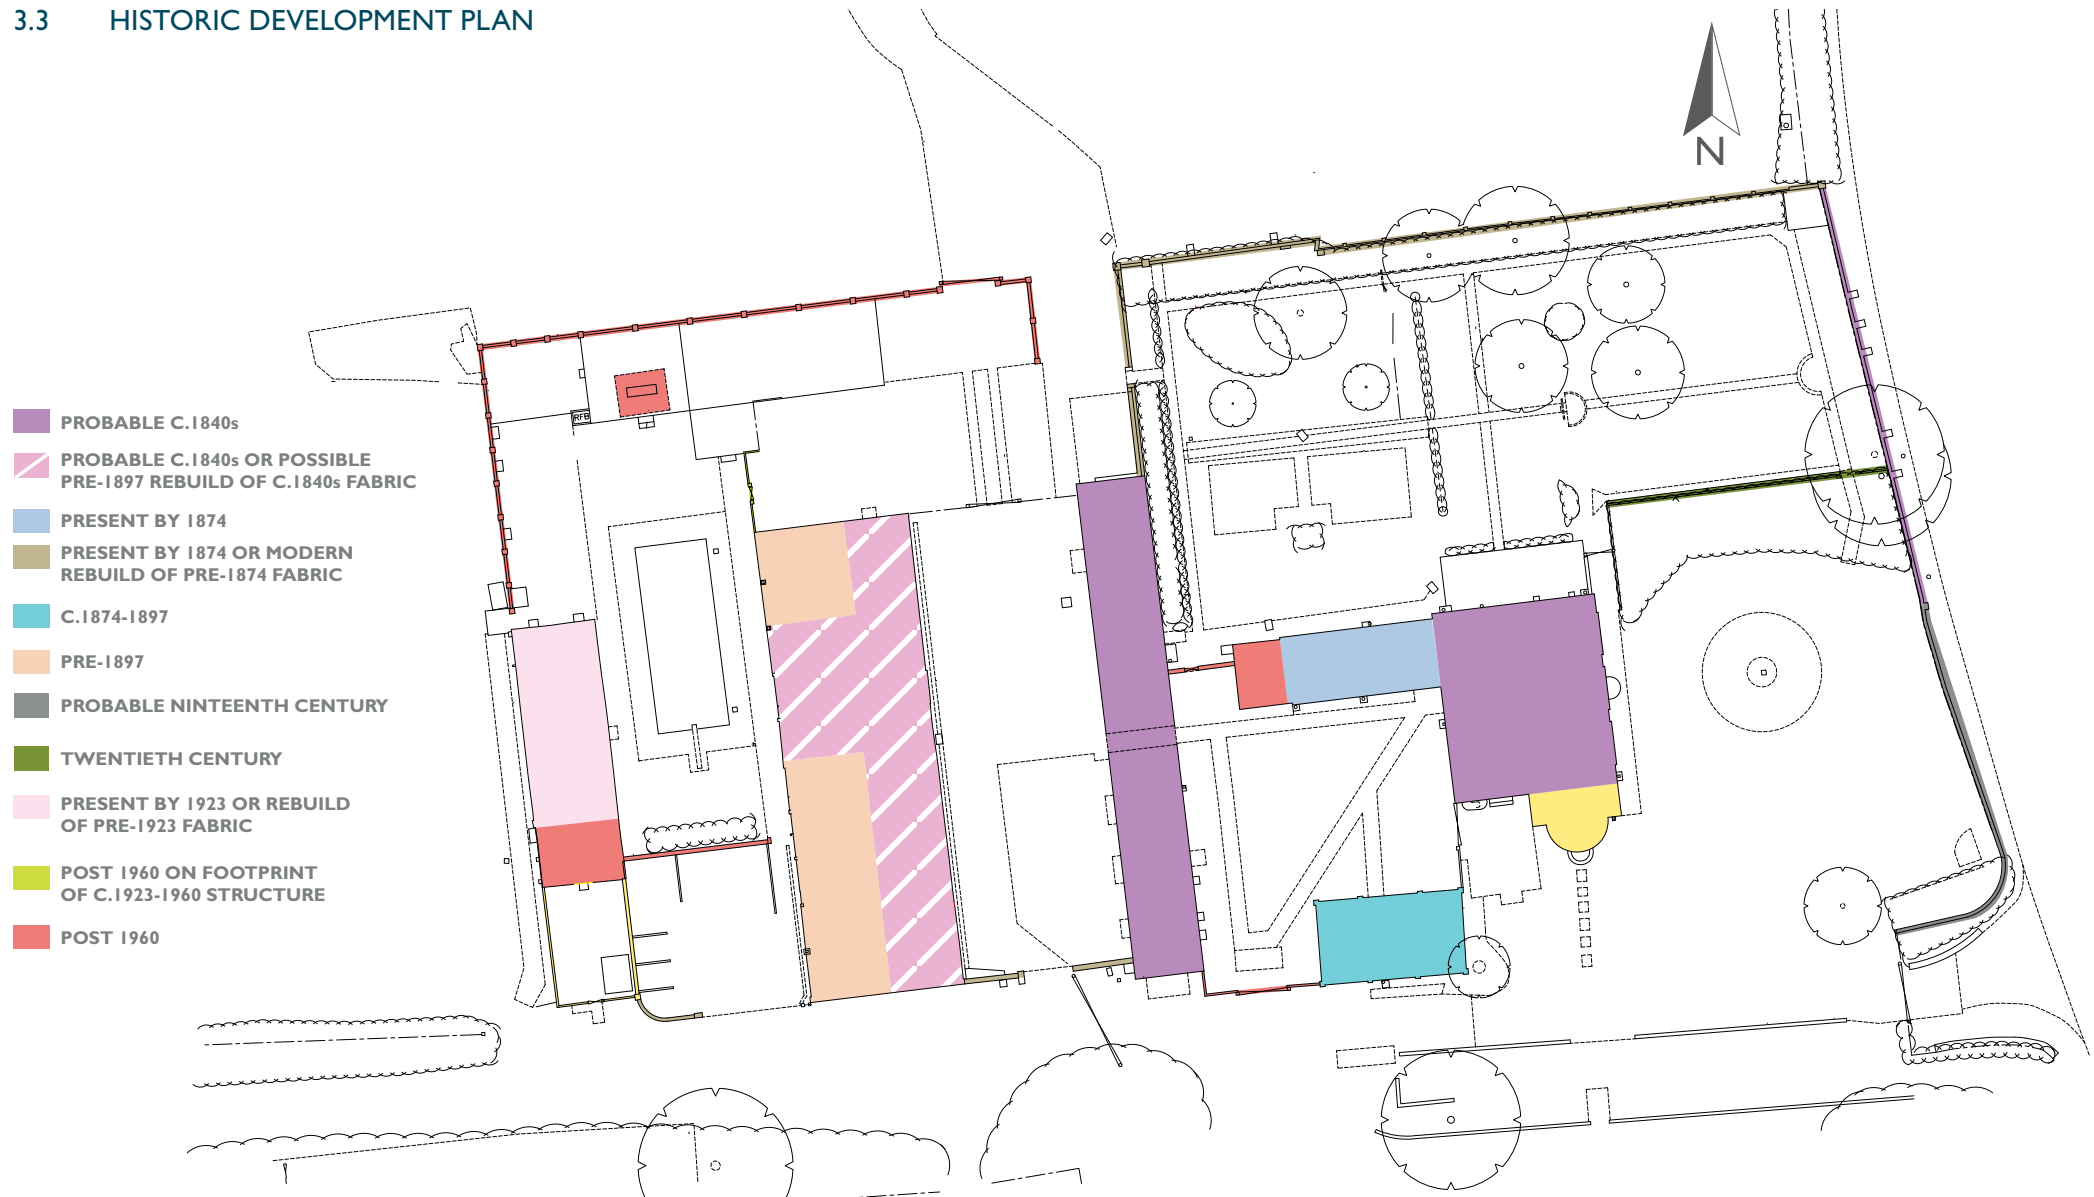 3.3 HISTORIC DEVELOPMENT PLAN
N
RFB
PROBABLE C.1840s
PROBABLE C.1840s OR POSSIBLE
PRE-1897 REBUILD OF C.1840s FABRIC
PRESENT BY 1874
PRESENT BY 1874 OR MODERN
REBUILD OF PRE-1874 FABRIC
C.1874-1897
PRE-1897
PROBABLE NINTEENTH CENTURY
TWENTIETH CENTURY
PRESENT BY 1923 OR REBUILD
OF PRE-1923 FABRIC
POST 1960 ON FOOTPRINT
OF C.1923-1960 STRUCTURE
POST 1960